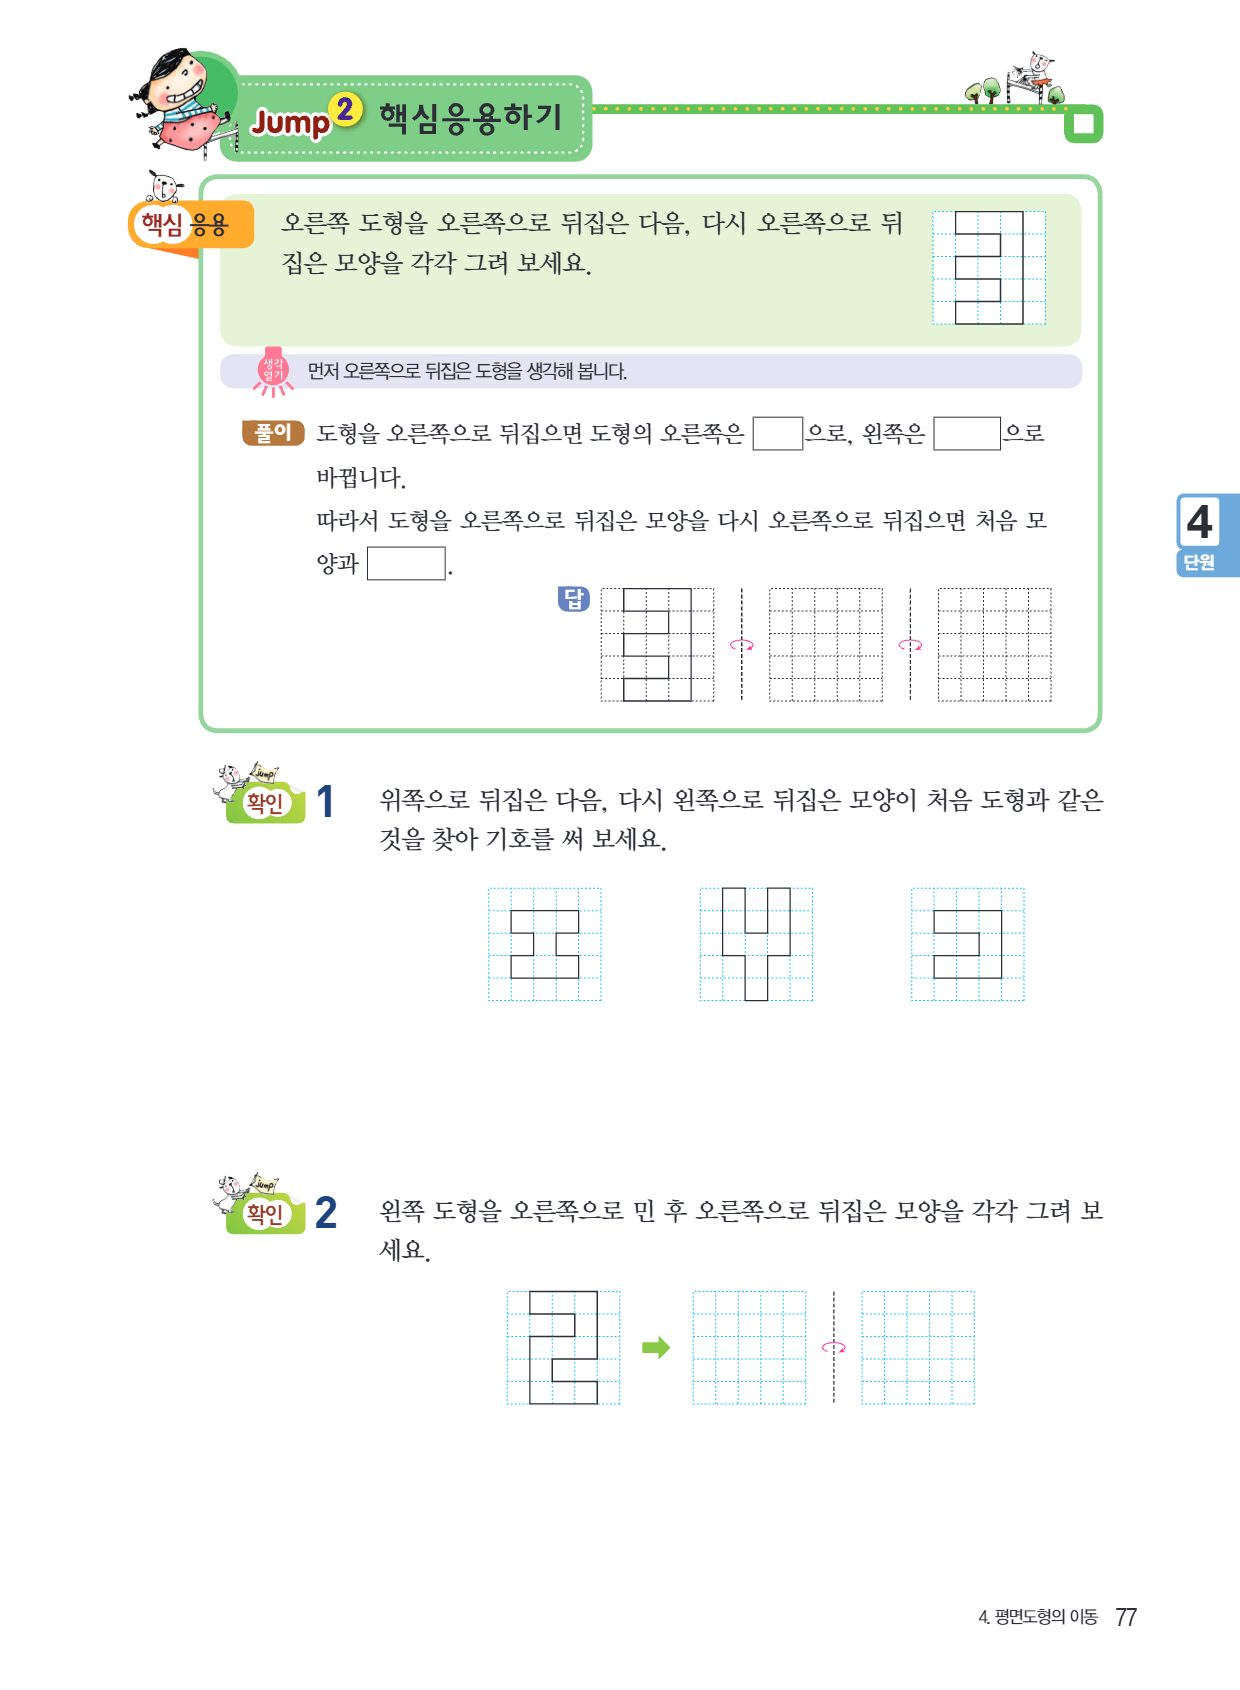 Jump 2 핵심응용하기
핵심 응용
오른쪽 도형을 오른쪽으로 뒤집은 다음, 다시 오른쪽으로 뒤
집은 모양을 각각 그려 보세요.
생각
열기
먼저 오른쪽으로 뒤집은 도형을 생각해 봅니다.
풀이 도형을 오른쪽으로 뒤집으면 도형의 오른쪽은 으로, 왼쪽은 으로
바뀝니다.
따라서 도형을 오른쪽으로 뒤집은 모양을 다시 오른쪽으로 뒤집으면 처음 모
양과 .
답
4
단원
Jump
확인 1 위쪽으로 뒤집은 다음, 다시 왼쪽으로 뒤집은 모양이 처음 도형과 같은
것을 찾아 기호를 써 보세요.
Jump
확인 2 왼쪽 도형을 오른쪽으로 민 후 오른쪽으로 뒤집은 모양을 각각 그려 보
세요.
4. 평면도형의 이동 77